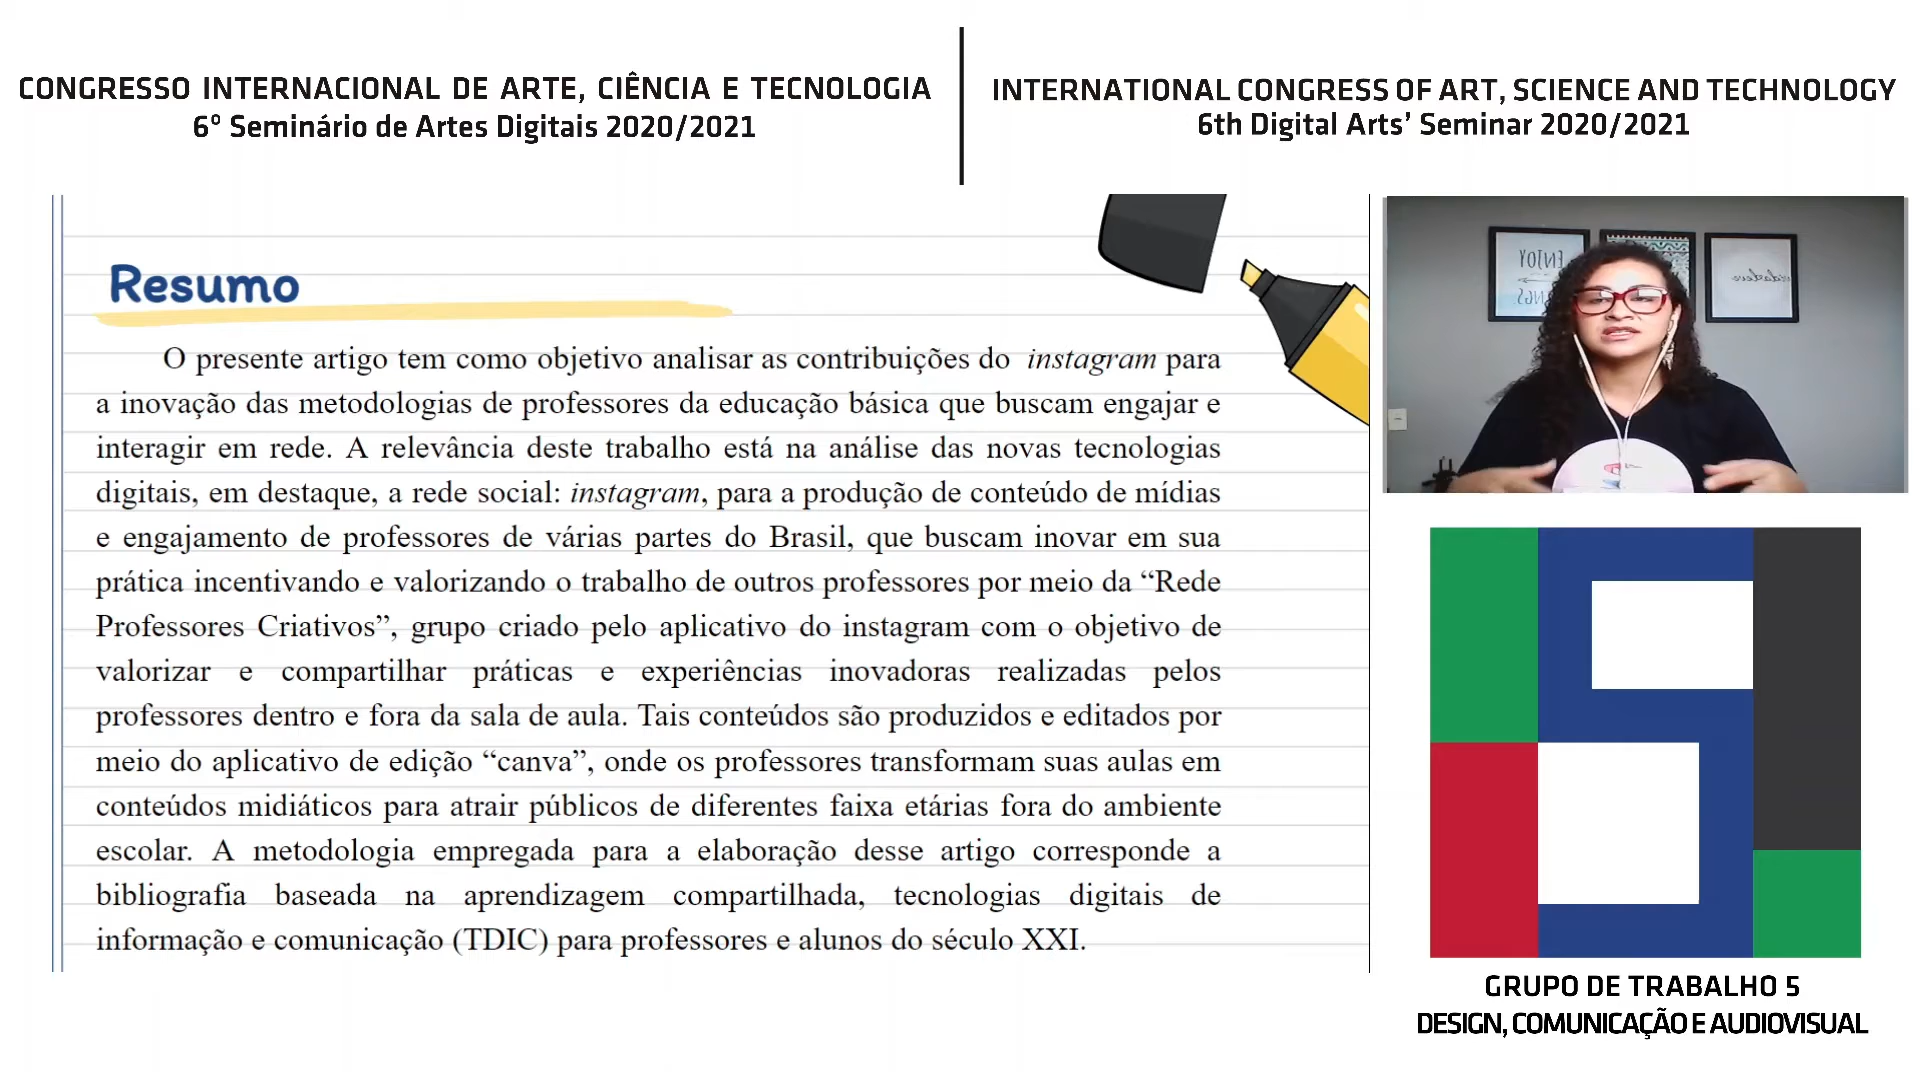 CONGRESSO INTERNACIONAL DE ARTE, CIÊNCIA E TECNOLOGIA
6º Seminário de Artes Digitais 2020/2021
INTERNATIONAL CONGRESS OF ART, SCIENCE AND TECHNOLOGY
6th Digital Arts’ Seminar 2020/2021
Resumo
O presente artigo tem como objetivo analisar as contribuições do instagram para
a inovação das metodologias de professores da educação básica que buscam engajar e
interagir em rede. A relevância deste trabalho está na análise das novas tecnologias
digitais, em destaque, a rede social: instagram, para a produção de conteúdo de mídias
e engajamento de professores de várias partes do Brasil, que buscam inovar em sua
prática incentivando e valorizando o trabalho de outros professores por meio da “Rede
Professores Criativos”, grupo criado pelo aplicativo do instagram com o objetivo de
valorizar e compartilhar práticas e experiências inovadoras realizadas pelos
professores dentro e fora da sala de aula. Tais conteúdos são produzidos e editados por
meio do aplicativo de edição “canva”, onde os professores transformam suas aulas em
conteúdos midiáticos para atrair públicos de diferentes faixa etárias fora do ambiente
escolar. A metodologia empregada para a elaboração desse artigo corresponde a
bibliografia baseada na aprendizagem compartilhada, tecnologias digitais de
informação e comunicação (TDIC) para professores e alunos do século XXI.
ENJOY
GRUPO DE TRABALHO 5
DESIGN, COMUNICAÇÃO E AUDIOVISUAL